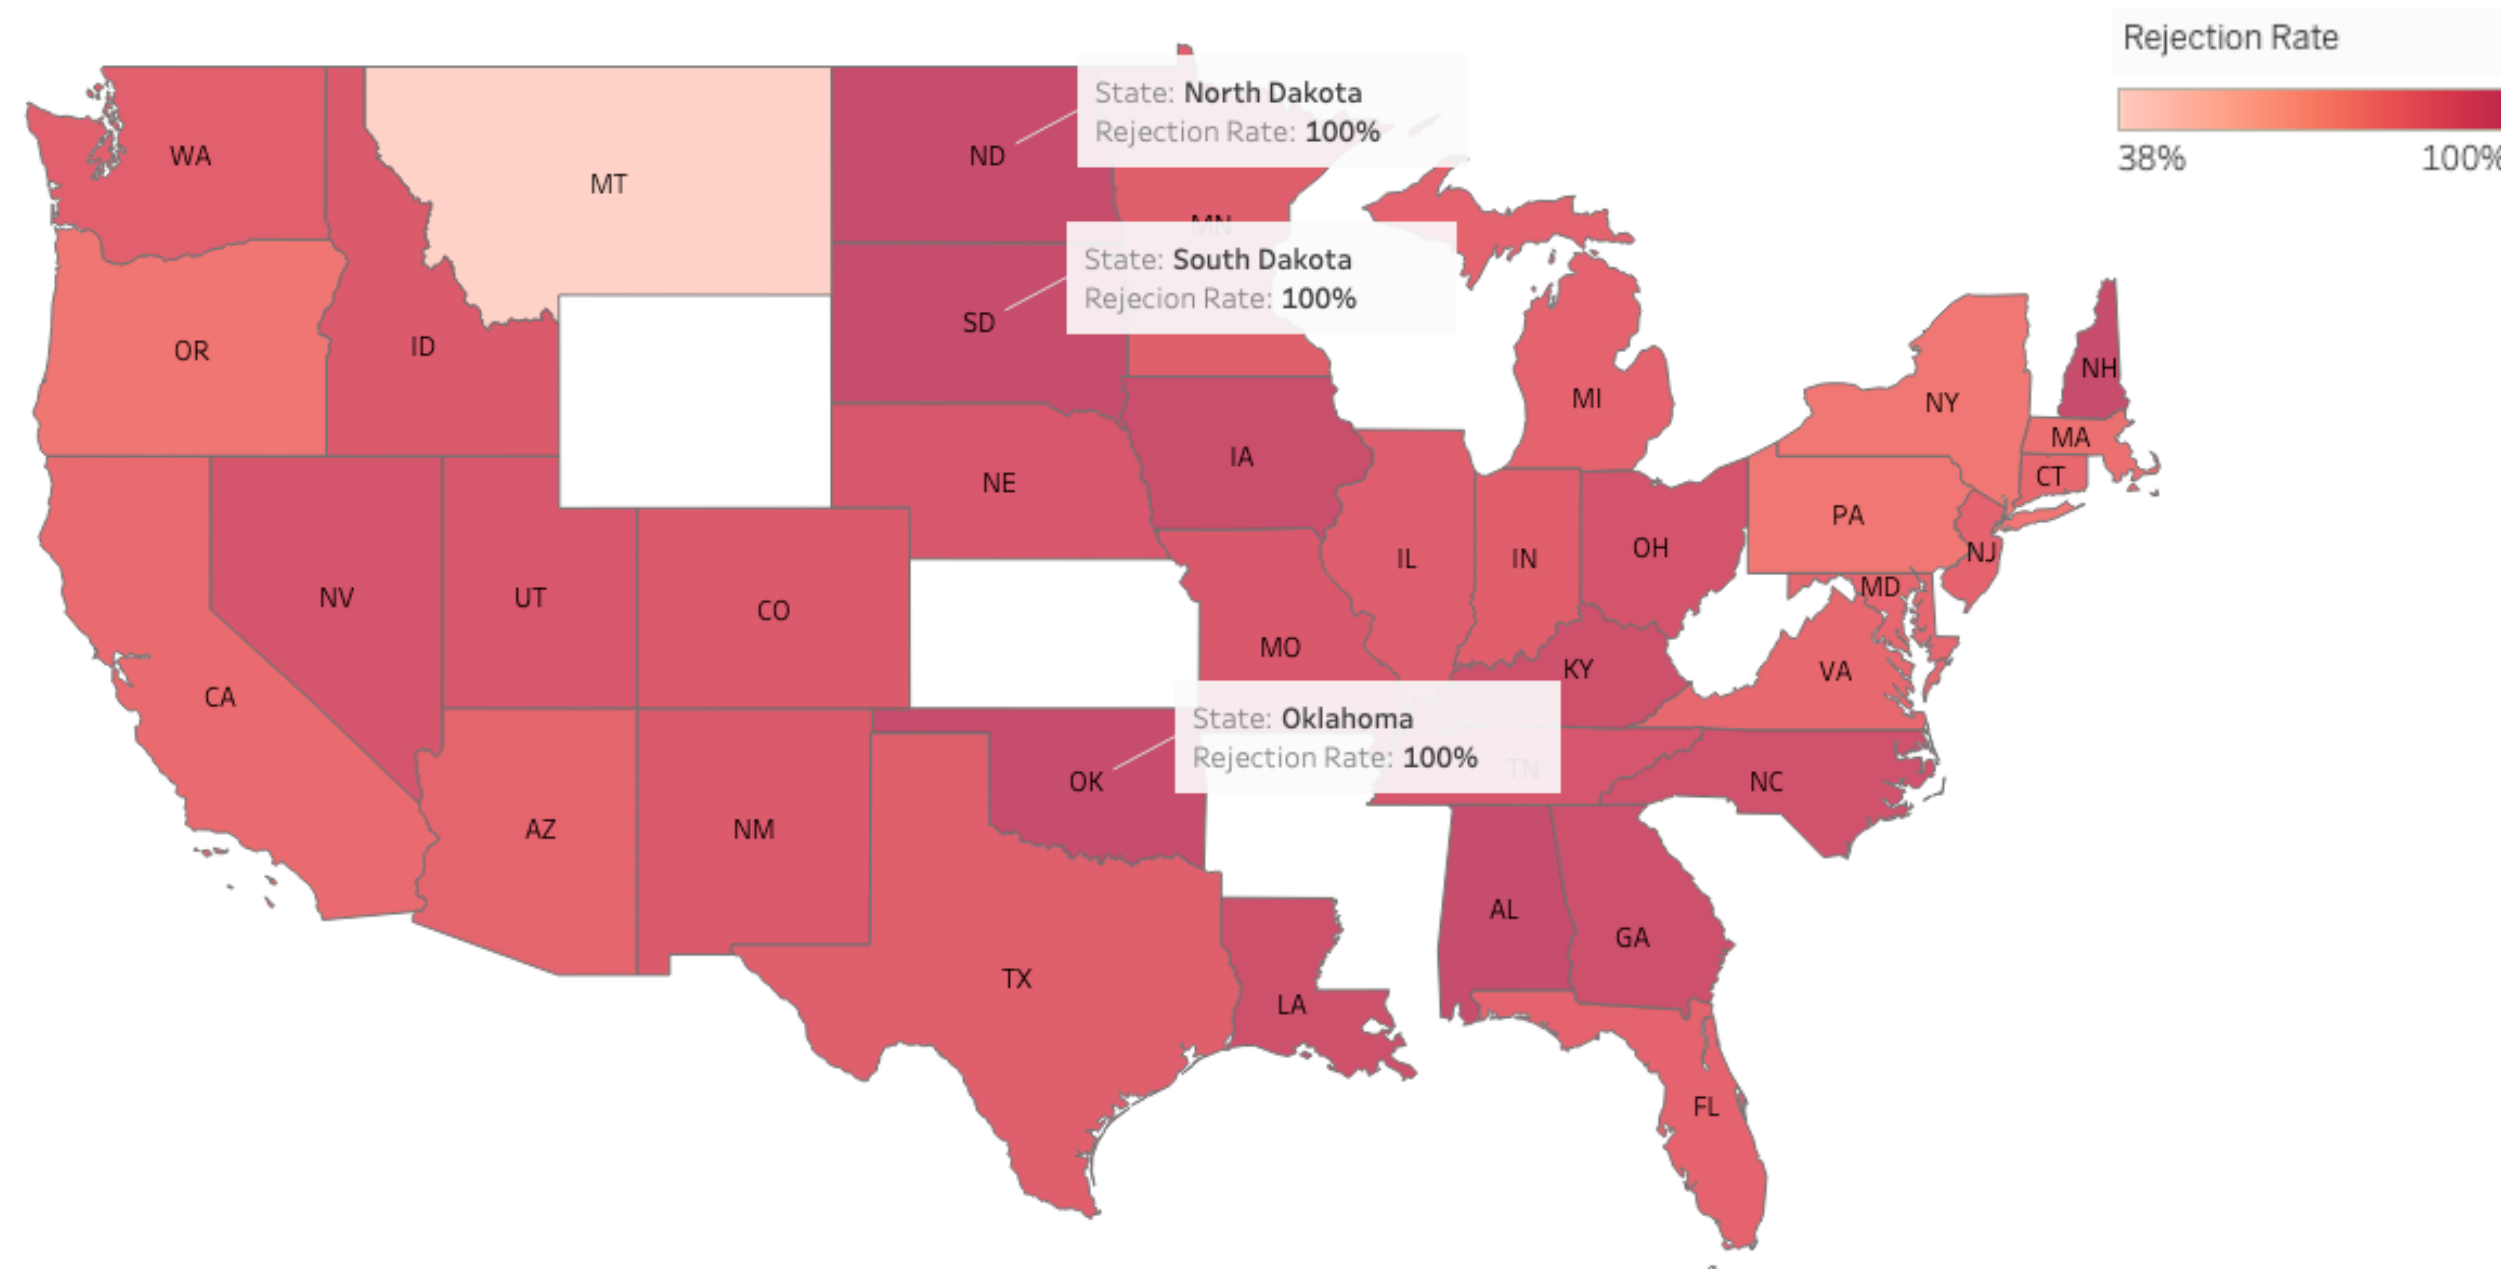 Rejection Rate
38% 100%
State: North Dakota
Rejection Rate: 100%
WA
MT
ND
MN
State: South Dakota
Rejecion Rate: 100%
SD
OR
ID
NH
MI
NY
MA
IA
CT
NE
PA
OH
NJ
IL
IN
MD
NV
UT
CO
MO
KY
VA
CA
State: Oklahoma
Rejection Rate: 100%
TN
OK
NC
AZ
NM
AL
GA
TX
LA
FL